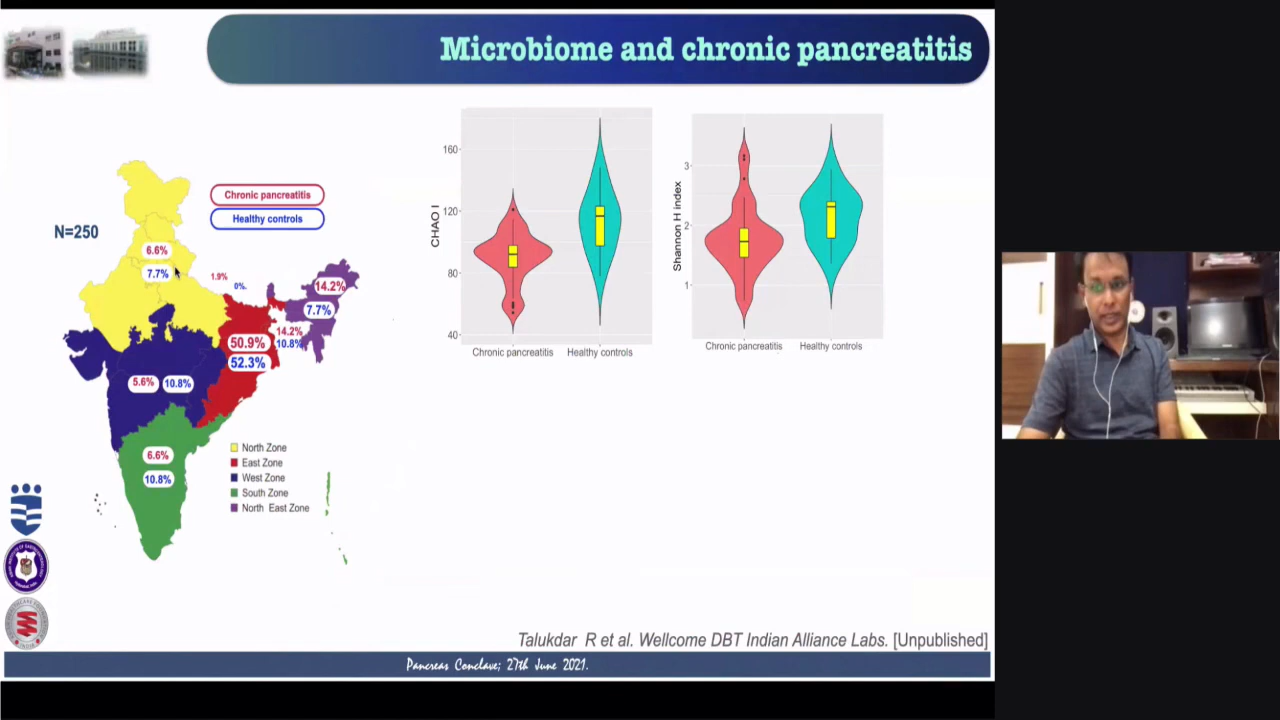 Microbiome and chronic pancreatitis
N=250
Chronic pancreatitis
Healthy controls
6.6%
7.7%
1.9%
0%.
14.2%
7.7%
14.2%
10.8%
50.9%
52.3%
5.6%
10.8%
6.6%
10.8%
North Zone
East Zone
West Zone
South Zone
North East Zone
CHAO I
160
120
80
40
Chronic pancreatitis
Healthy controls
Shannon H index
3
2
1
Chronic pancreatitis
Healthy controls
Talukdar R et al. Wellcome DBT Indian Alliance Labs. [Unpublished]
Pancreas Conclave; 27th June 2021.